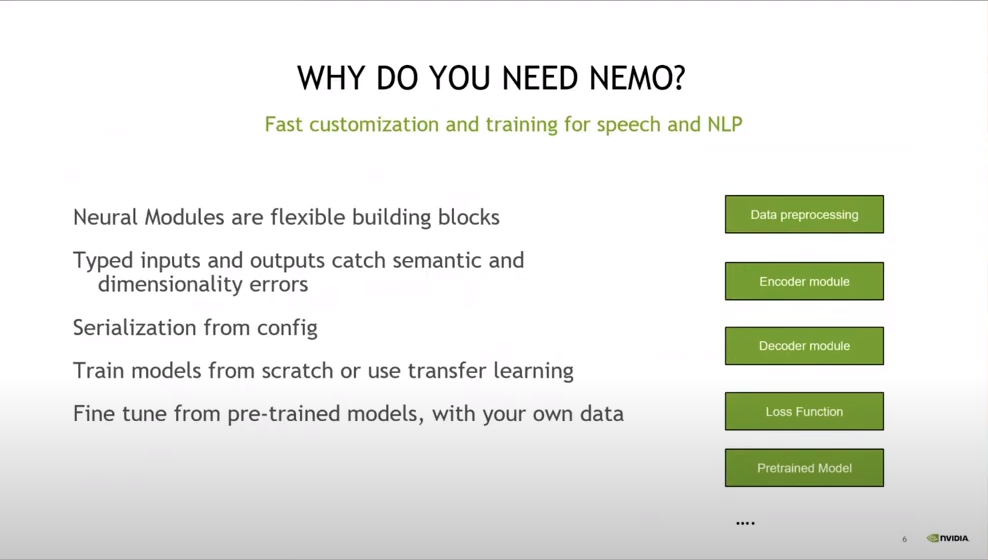 WHY DO YOU NEED NEMO?
Fast customization and training for speech and NLP
Neural Modules are flexible building blocks
Typed inputs and outputs catch semantic and
dimensionality errors
Serialization from config
Train models from scratch or use transfer learning
Fine tune from pre-trained models, with your own data
Data preprocessing
Encoder module
Decoder module
Loss Function
Pretrained Model
....
6
NVIDIA.